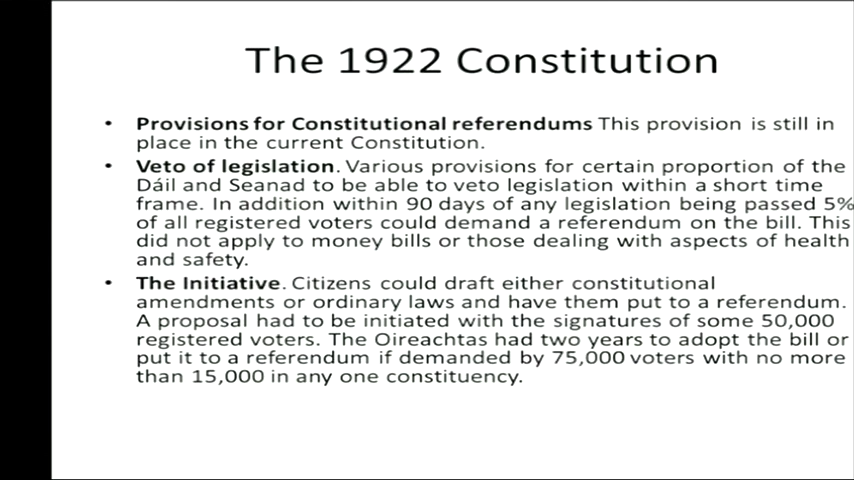 The 1922 Constitution
• Provisions for Constitutional referendums This provision is still in
place in the current Constitution.
• Veto of legislation. Various provisions for certain proportion of the
Dáil and Seanad to be able to veto legislation within a short time
frame. In addition within 90 days of any legislation being passed 5%
of all registered voters could demand a referendum on the bill. This
did not apply to money bills or those dealing with aspects of health
and safety.
• The Initiative. Citizens could draft either constitutional
amendments or ordinary laws and have them put to a referendum.
A proposal had to be initiated with the signatures of some 50,000
registered voters. The Oireachtas had two years to adopt the bill or
put it to a referendum if demanded by 75,000 voters with no more
than 15,000 in any one constituency.